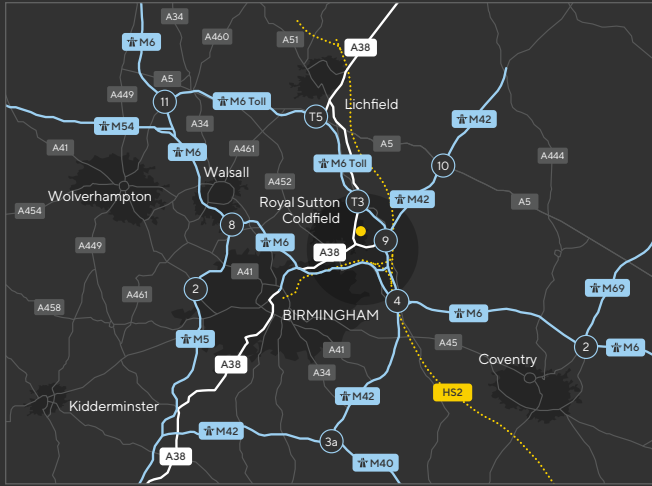 A34
A460
A51
A38
M6
A5
A449
11
M6 Toll
Lichfield
T5
M54
A34
M42
A41
M6
A461
A5
A444
M6 Toll
10
Walsall
A452
Wolverhampton
M42
A5
Royal Sutton
Coldfield
T3
A454
8
9
A449
M6
A38
A41
2
M69
A461
4
A458
BIRMINGHAM
M6
M5
A41
A45
2
M6
Coventry
A38
A34
HS2
M42
Kidderminster
M42
3a
A38
M40